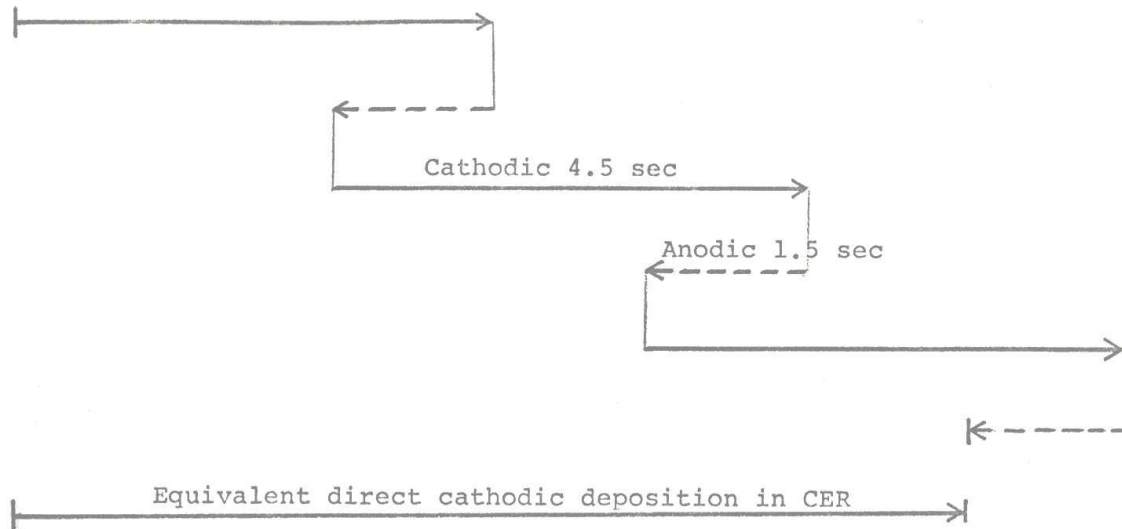 Cathodic 4.5 sec
Anodic 1.5 sec
Equivalent direct cathodic deposition in CER